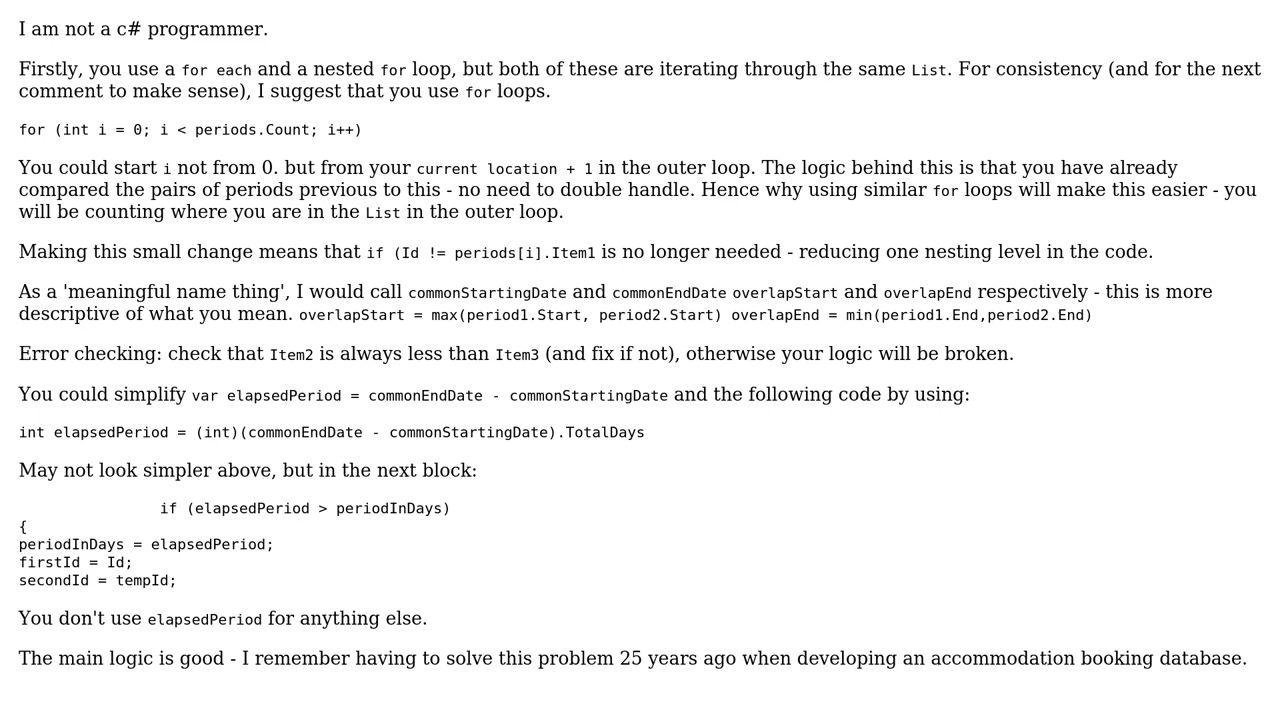 I am not a c# programmer.
Firstly, you use a for each and a nested for loop, but both of these are iterating through the same List. For consistency (and for the next
comment to make sense), I suggest that you use for loops.
for (int i = 0; i < periods.Count; i++)
You could start i not from 0. but from your current location + 1 in the outer loop. The logic behind this is that you have already
compared the pairs of periods previous to this - no need to double handle. Hence why using similar for loops will make this easier - you
will be counting where you are in the List in the outer loop.
Making this small change means that if (Id != periods[i].Item1 is no longer needed - reducing one nesting level in the code.
As a 'meaningful name thing', I would call commonStartingDate and commonEndDate overlapStart and overlapEnd respectively - this is more
descriptive of what you mean. overlapStart = max(period1.Start, period2.Start) overlapEnd = min(period1.End,period2.End)
Error checking: check that Item2 is always less than Item3 (and fix if not), otherwise your logic will be broken.
You could simplify var elapsedPeriod = commonEndDate - commonStartingDate and the following code by using:
int elapsedPeriod = (int)(commonEndDate - commonStartingDate).TotalDays
May not look simpler above, but in the next block:
if (elapsedPeriod > periodInDays)
{
periodInDays = elapsedPeriod;
firstId = Id;
secondId = tempId;
You don't use elapsedPeriod for anything else.
The main logic is good - I remember having to solve this problem 25 years ago when developing an accommodation booking database.